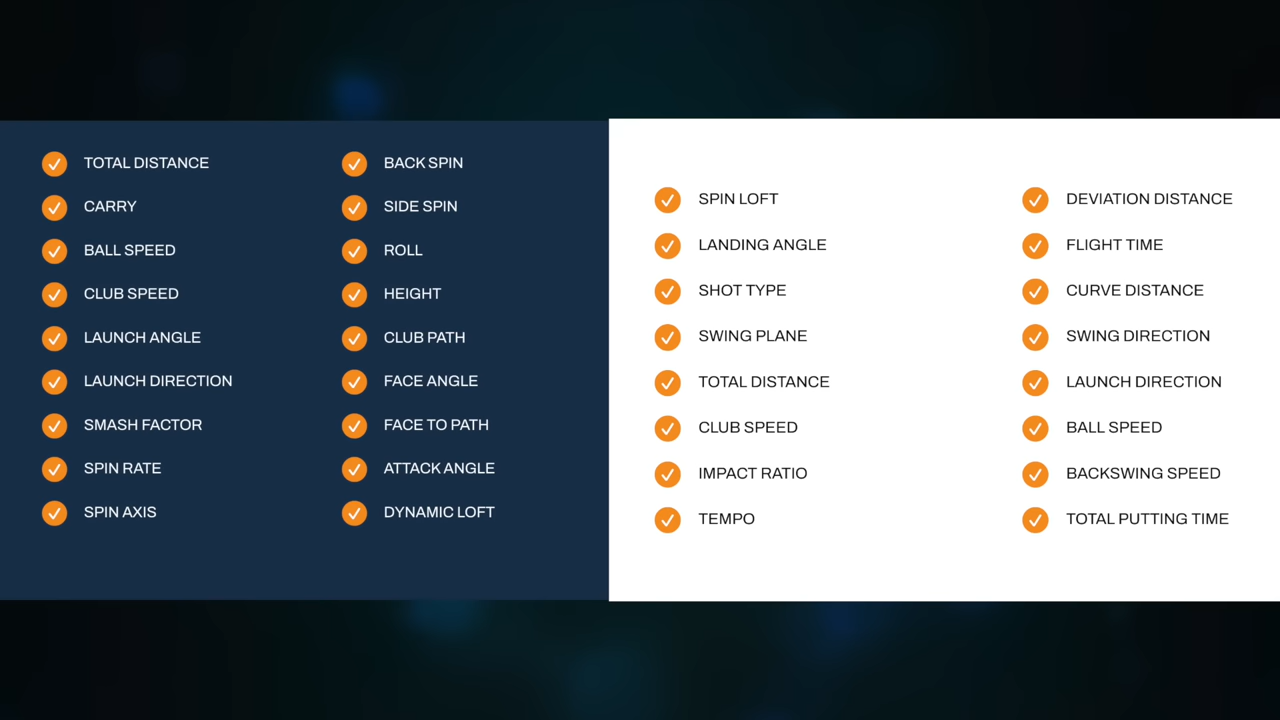 TOTAL DISTANCE
CARRY
BALL SPEED
CLUB SPEED
LAUNCH ANGLE
LAUNCH DIRECTION
SMASH FACTOR
SPIN RATE
SPIN AXIS
BACK SPIN
SIDE SPIN
ROLL
HEIGHT
CLUB PATH
FACE ANGLE
FACE TO PATH
ATTACK ANGLE
DYNAMIC LOFT
SPIN LOFT
LANDING ANGLE
SHOT TYPE
SWING PLANE
TOTAL DISTANCE
CLUB SPEED
IMPACT RATIO
TEMPO
DEVIATION DISTANCE
FLIGHT TIME
CURVE DISTANCE
SWING DIRECTION
LAUNCH DIRECTION
BALL SPEED
BACKSWING SPEED
TOTAL PUTTING TIME